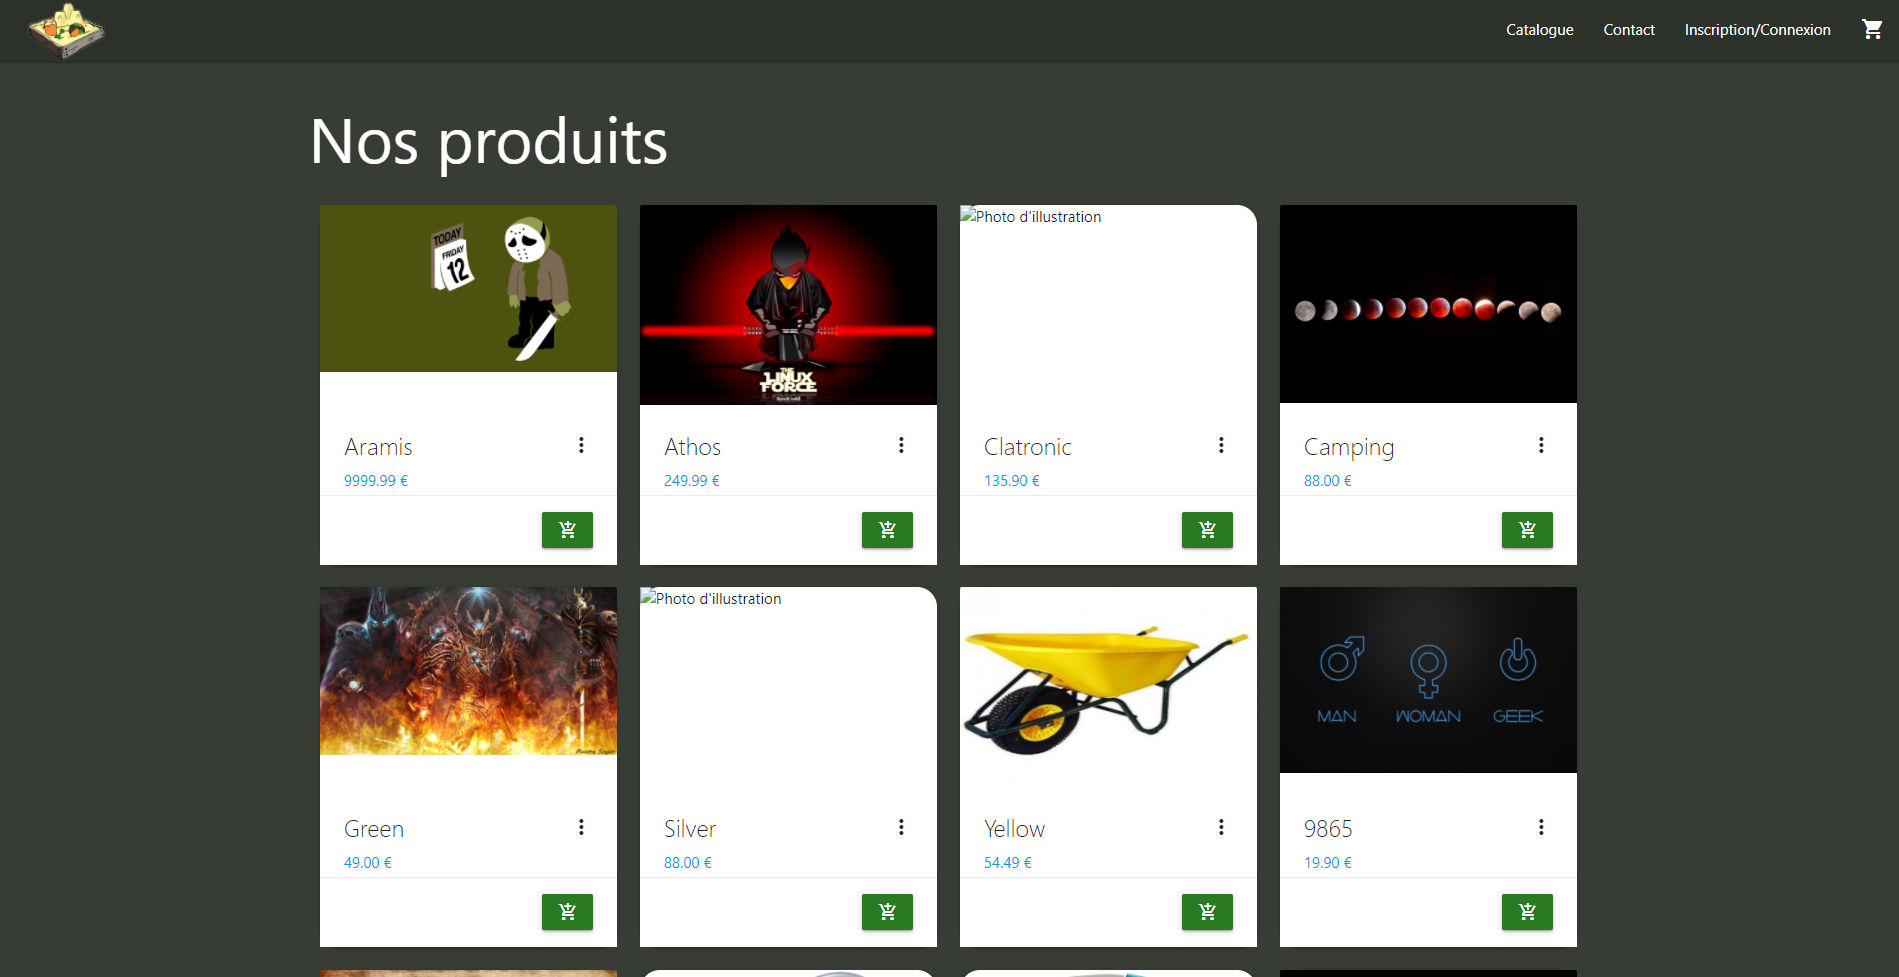 Catalogue Contact Inscription/Connexion
Nos produits
TODAY
FRIDAY
12
THE
LINUX
FORCE
Photo d'illustration
Aramis
9999.99 €
Athos
249.99 €
Clatronic
135.90 €
Camping
88.00 €
Photo d'illustration
MAN WOMAN GEEK
Green
49.00 €
Silver
88.00 €
Yellow
54.49 €
9865
19.90 €